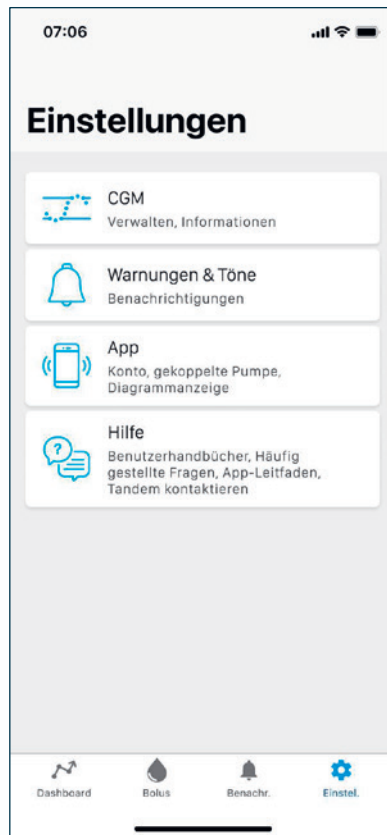 07:06
Einstellungen
CGM
Verwalten, Informationen
Warnungen & Töne
Benachrichtigungen
App
Konto, gekoppelte Pumpe,
Diagrammanzeige
Hilfe
Benutzerhandbücher, Häufig
gestellte Fragen, App-Leitfaden,
Tandem kontaktieren
Dashboard Bolus Benachr. Einstel.